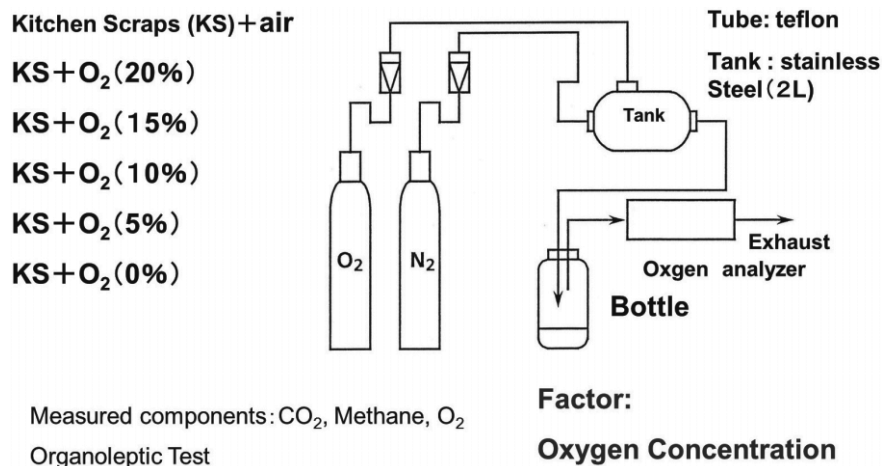 Kitchen Scraps (KS)+air
KS+O₂(20%)
KS+O₂(15%)
KS+O₂(10%)
KS+O₂(5%)
KS+O₂(0%)
Tube: teflon
Tank : stainless
Steel(2L)
Tank
O₂
N₂
Exhaust
Oxgen analyzer
Bottle
Measured components:CO₂, Methane, O₂
Organoleptic Test
Factor:
Oxygen Concentration